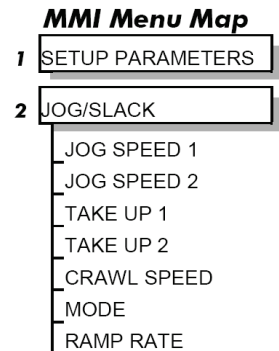 MMI Menu Map
1 SETUP PARAMETERS
2 JOG/SLACK
JOG SPEED 1
JOG SPEED 2
TAKE UP 1
TAKE UP 2
CRAWL SPEED
MODE
RAMP RATE